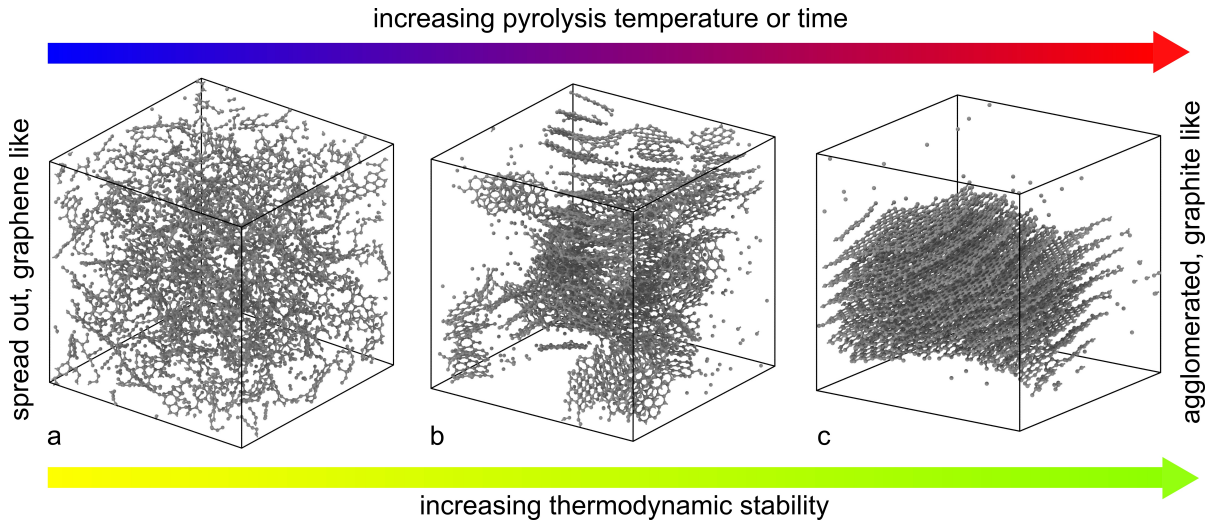 increasing pyrolysis temperature or time
spread out, graphene like
agglomerated, graphite like
a
b
c
increasing thermodynamic stability